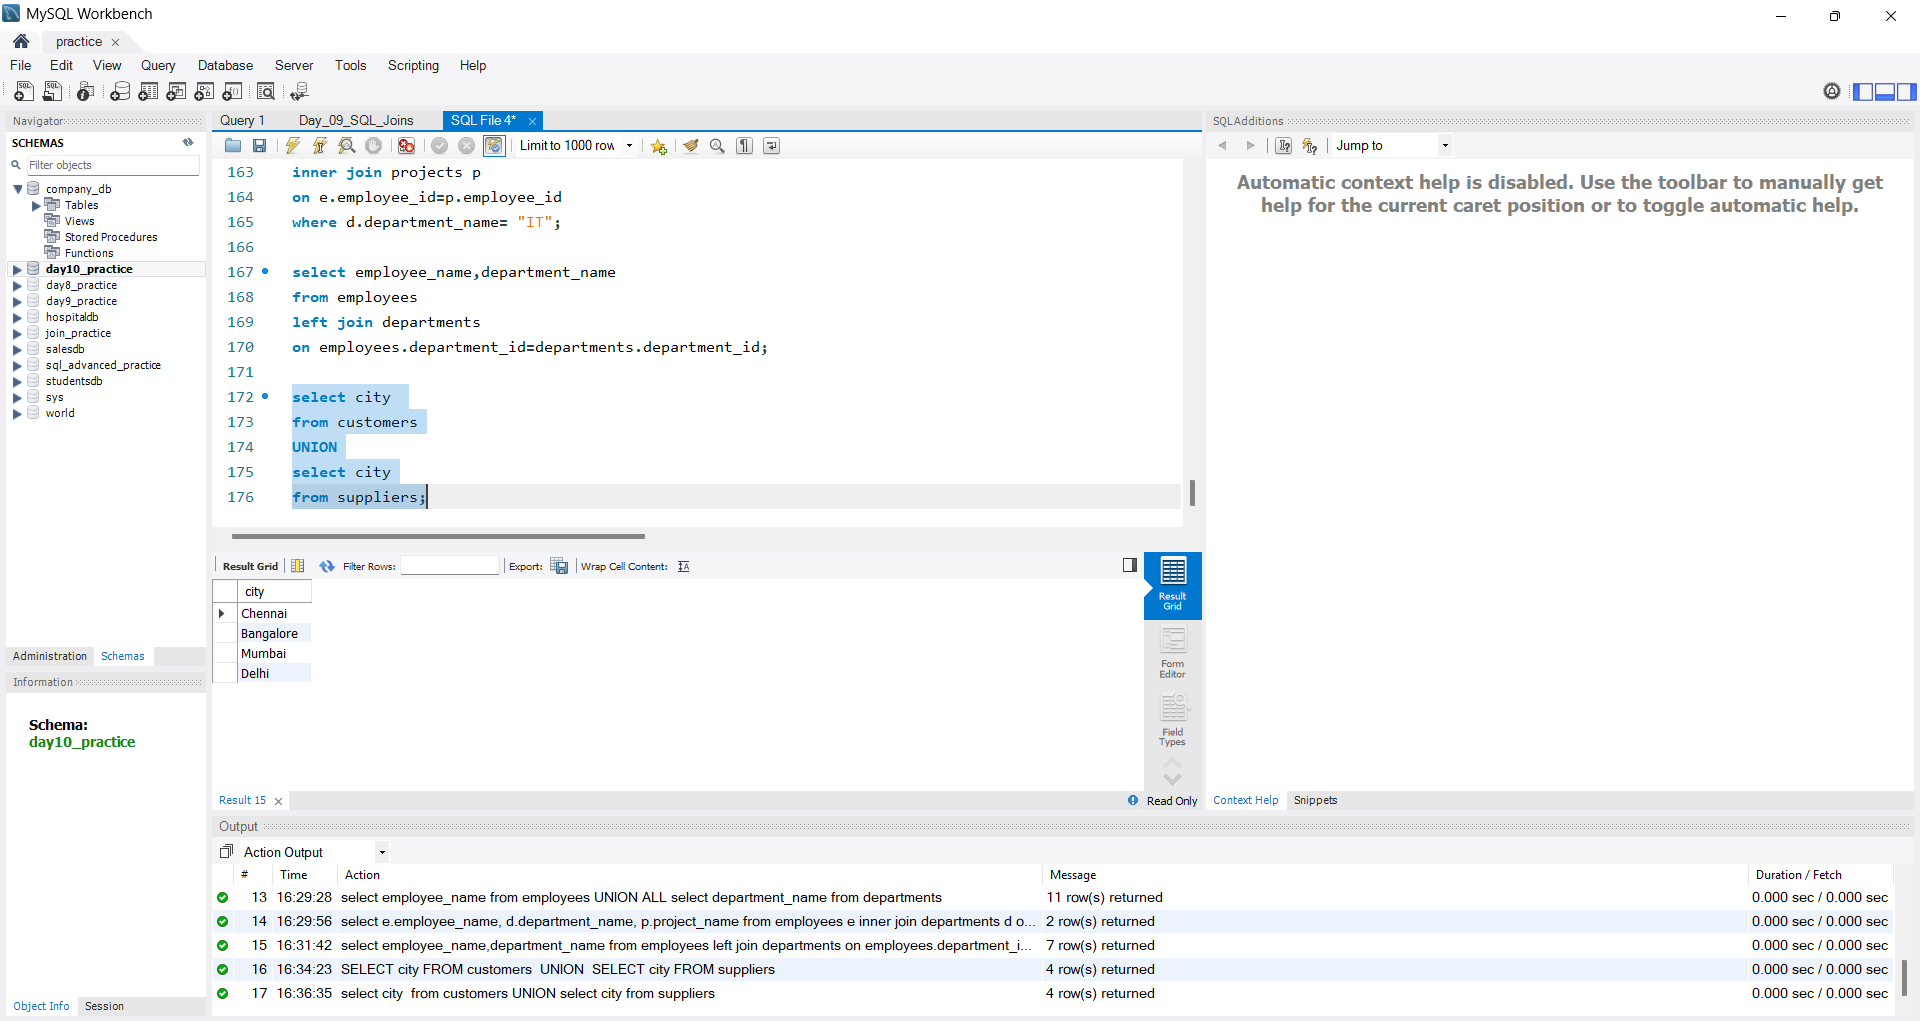 MySQL Workbench
practice
File Edit View Query Database Server Tools Scripting Help
Navigator
SCHEMAS
Filter objects
company_db
Tables
Views
Stored Procedures
Functions
day10_practice
day8_practice
day9_practice
hospitaldb
join_practice
salesdb
sql_advanced_practice
studentsdb
sys
world
Administration Schemas
Information
Schema:
day10_practice
Object Info Session
Query 1 Day_09_SQL_Joins SQL File 4*
Limit to 1000 row
163 inner join projects p
164 on e.employee_id=p.employee_id
165 where d.department_name= "IT";
166
167 select employee_name,department_name
168 from employees
169 left join departments
170 on employees.department_id=departments.department_id;
171
172 select city
173 from customers
174 UNION
175 select city
176 from suppliers;
Result Grid Filter Rows: Export: Wrap Cell Content:
city
Chennai
Bangalore
Mumbai
Delhi
Result
Grid
Form
Editor
Field
Types
Result 15 Read Only
SQLAdditions
Jump to
Automatic context help is disabled. Use the toolbar to manually get
help for the current caret position or to toggle automatic help.
Context Help Snippets
Output
Action Output
# Time Action Message Duration / Fetch
13 16:29:28 select employee_name from employees UNION ALL select department_name from departments 11 row(s) returned 0.000 sec / 0.000 sec
14 16:29:56 select e.employee_name, d.department_name, p.project_name from employees e inner join departments d o... 2 row(s) returned 0.000 sec / 0.000 sec
15 16:31:42 select employee_name,department_name from employees left join departments on employees.department_i... 7 row(s) returned 0.000 sec / 0.000 sec
16 16:34:23 SELECT city FROM customers UNION SELECT city FROM suppliers 4 row(s) returned 0.000 sec / 0.000 sec
17 16:36:35 select city from customers UNION select city from suppliers 4 row(s) returned 0.000 sec / 0.000 sec